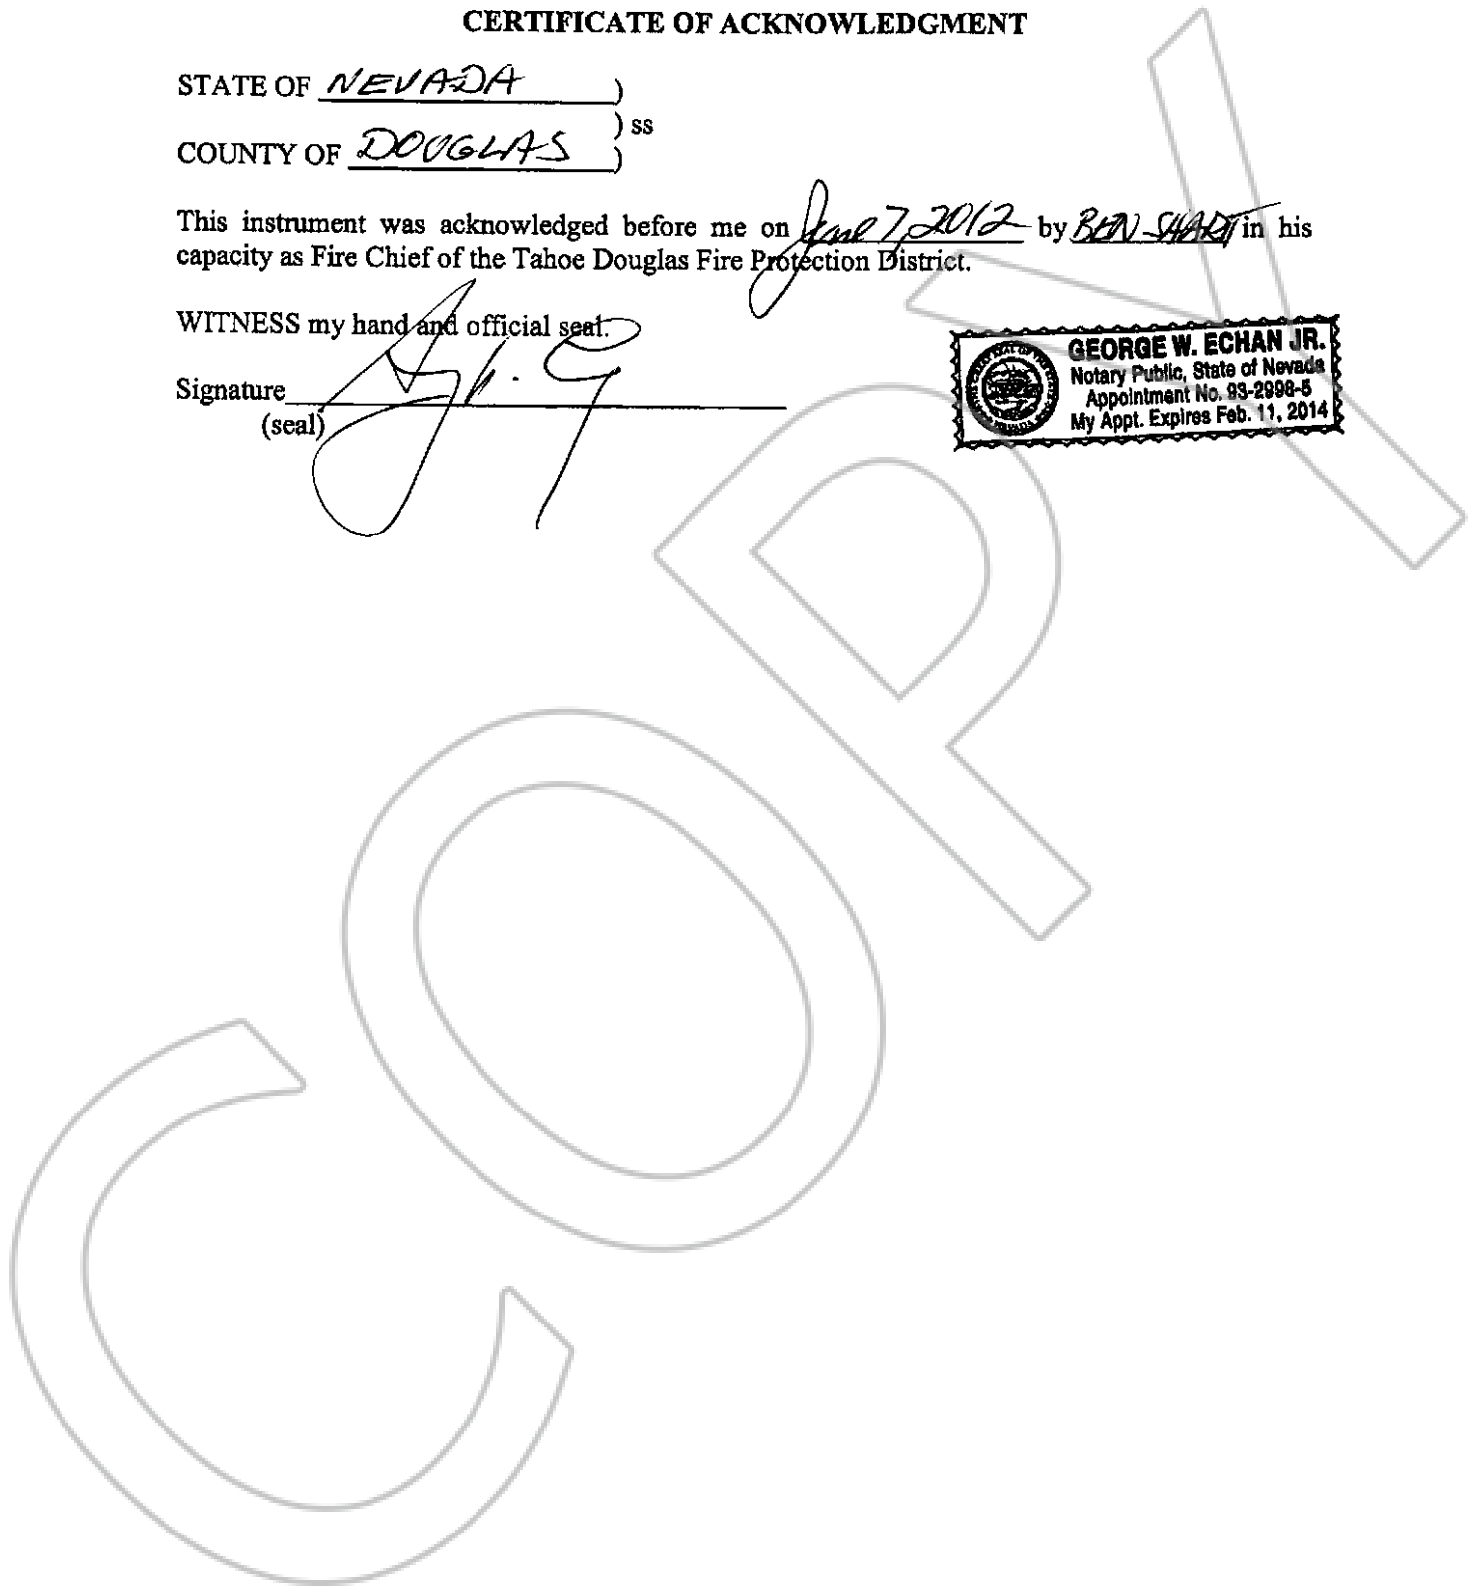 CERTIFICATE OF ACKNOWLEDGMENT
STATE OF NEVADA )
) ss
COUNTY OF DOUGLAS )
This instrument was acknowledged before me on June 7, 2012 by BEN SHARIT in his
capacity as Fire Chief of the Tahoe Douglas Fire Protection District.
WITNESS my hand and official seal.
Signature
(seal)
GEORGE W. ECHAN JR.
Notary Public, State of Nevada
Appointment No. 93-2998-5
My Appt. Expires Feb. 11, 2014
COPY